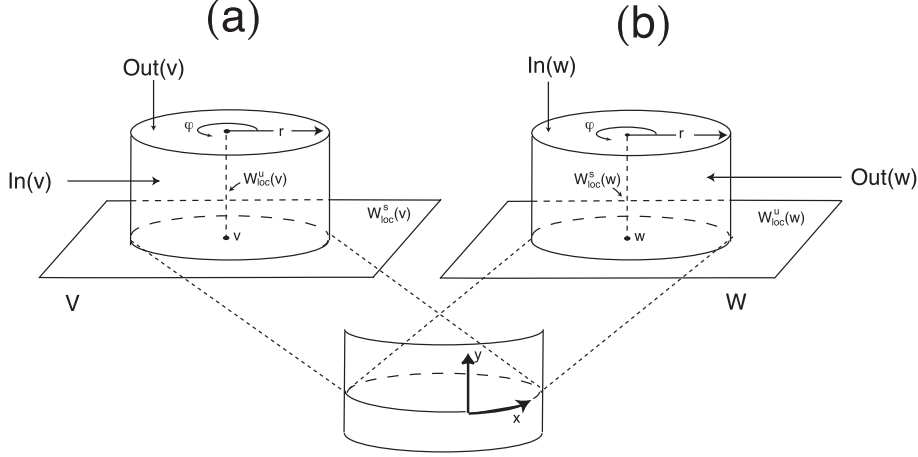 (a)
(b)
Out(v)
In(w)
φ
r
φ
r
In(v)
W^u_loc(v)
W^s_loc(w)
Out(w)
W^s_loc(v)
W^u_loc(w)
v
w
V
W
y
x